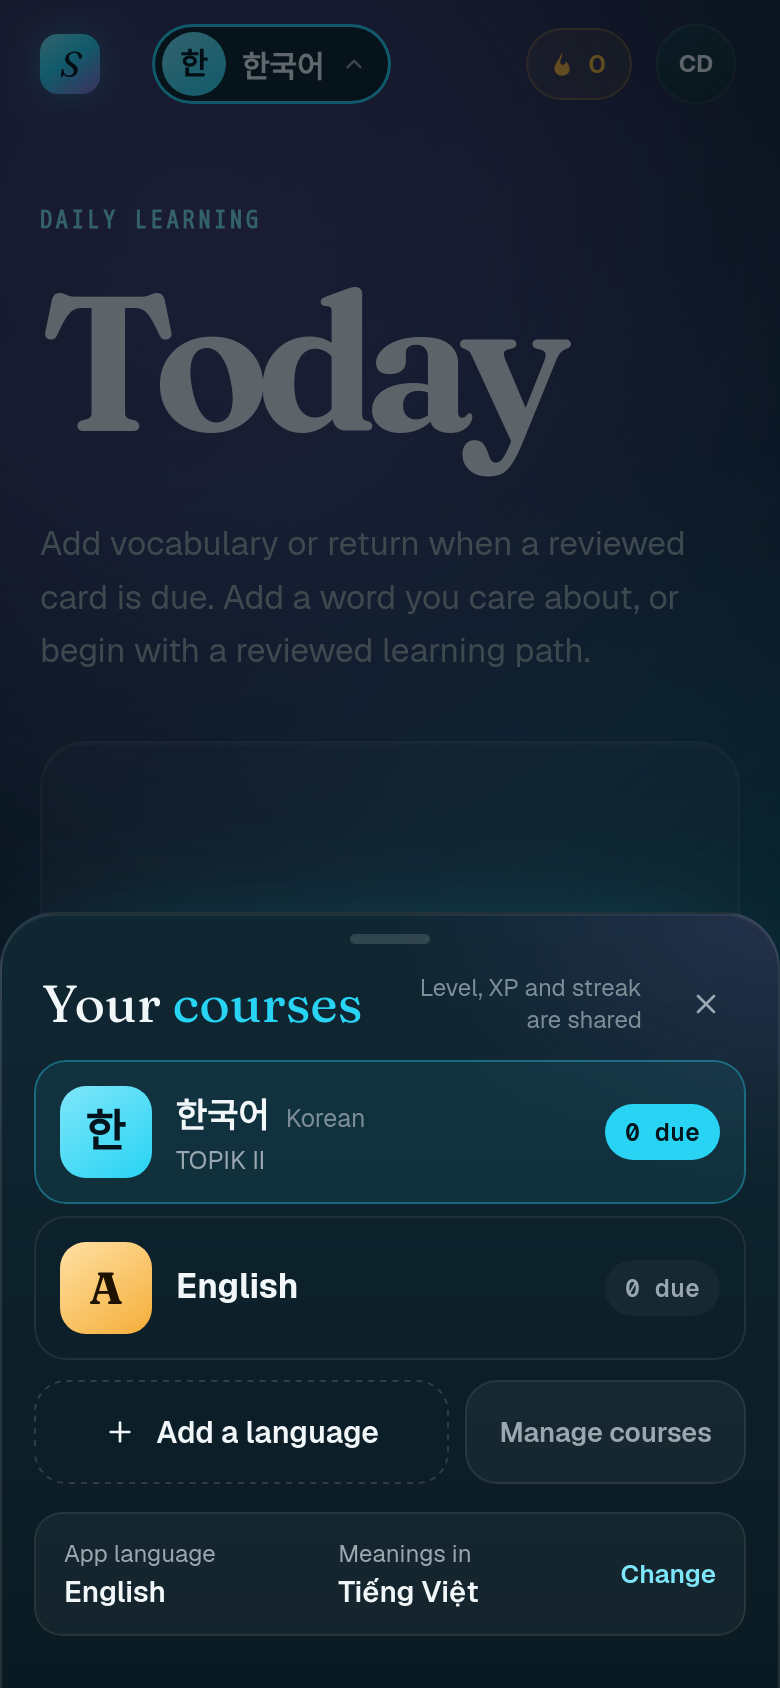 S
한 한국어
0
CD
DAILY LEARNING
Today
Add vocabulary or return when a reviewed
card is due. Add a word you care about, or
begin with a reviewed learning path.
Your courses
Level, XP and streak
are shared
한
한국어 Korean
TOPIK II
0 due
A
English
0 due
Add a language
Manage courses
App language
English
Meanings in
Tiếng Việt
Change